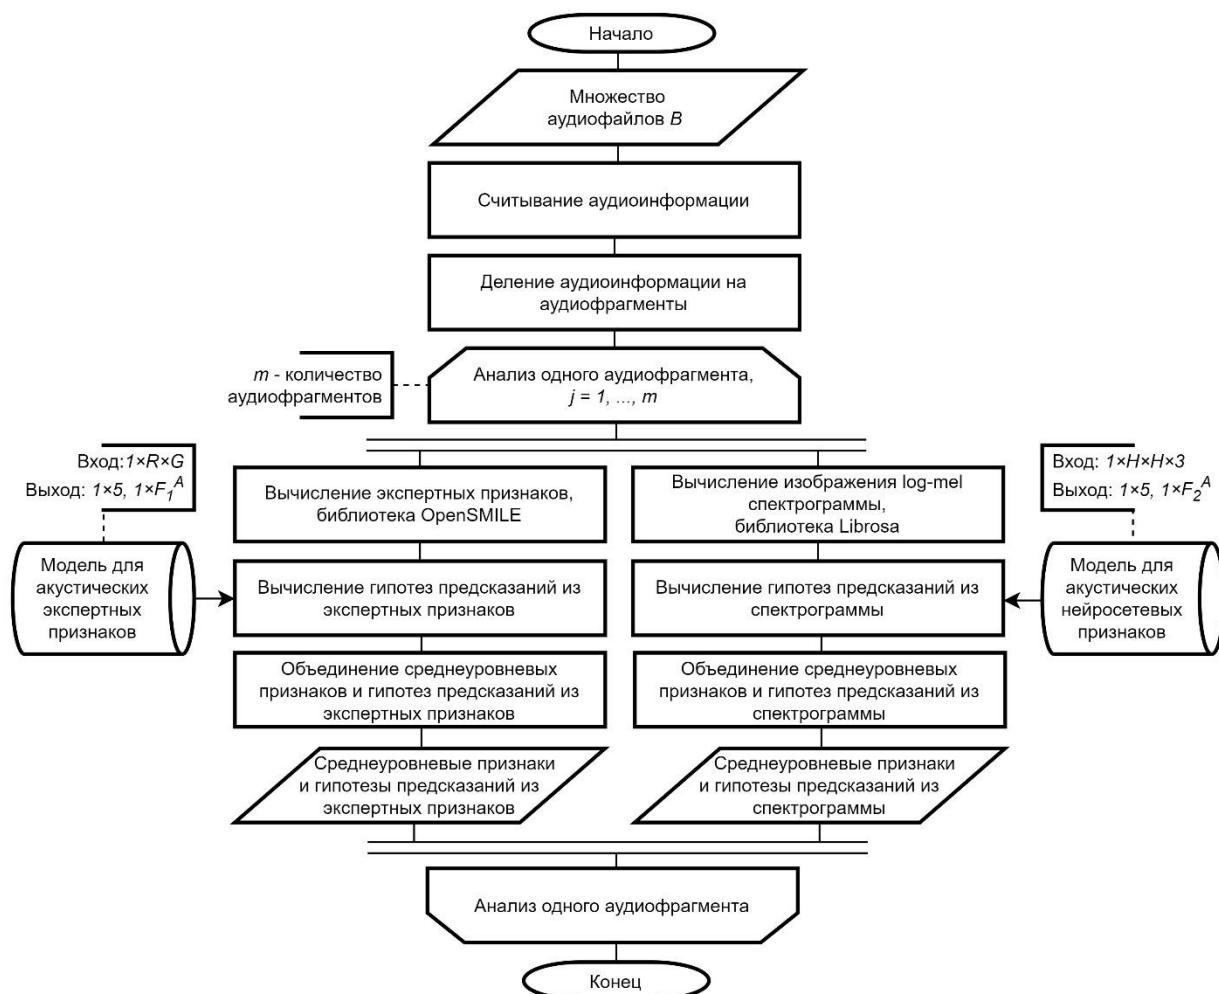 Начало
Множество
аудиофайлов B
Считывание аудиоинформации
Деление аудиоинформации на
аудиофрагменты
m - количество
аудиофрагментов
Анализ одного аудиофрагмента,
j = 1, ..., m
Вход:1×R×G
Выход: 1×5, 1×F₁ᴬ
Вычисление экспертных признаков,
библиотека OpenSMILE
Вычисление изображения log-mel
спектрограммы,
библиотека Librosa
Вход: 1×H×H×3
Выход: 1×5, 1×F₂ᴬ
Модель для
акустических
экспертных
признаков
Вычисление гипотез предсказаний из
экспертных признаков
Вычисление гипотез предсказаний из
спектрограммы
Модель для
акустических
нейросетевых
признаков
Объединение среднеуровневых
признаков и гипотез предсказаний из
экспертных признаков
Объединение среднеуровневых
признаков и гипотез предсказаний из
спектрограммы
Среднеуровневые признаки
и гипотезы предсказаний из
экспертных признаков
Среднеуровневые признаки
и гипотезы предсказаний из
спектрограммы
Анализ одного аудиофрагмента
Конец